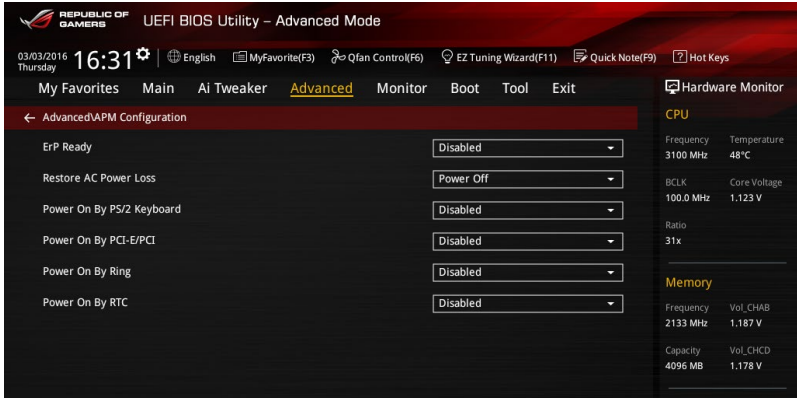 REPUBLIC OF
GAMERS
UEFI BIOS Utility – Advanced Mode
03/03/2016
Thursday
16:31
English
MyFavorite(F3)
Qfan Control(F6)
EZ Tuning Wizard(F11)
Quick Note(F9)
? Hot Keys
My Favorites Main Ai Tweaker Advanced Monitor Boot Tool Exit
Hardware Monitor
← Advanced\APM Configuration
ErP Ready Disabled
Restore AC Power Loss Power Off
Power On By PS/2 Keyboard Disabled
Power On By PCI-E/PCI Disabled
Power On By Ring Disabled
Power On By RTC Disabled
CPU
Frequency Temperature
3100 MHz 48°C
BCLK Core Voltage
100.0 MHz 1.123 V
Ratio
31x
Memory
Frequency Vol_CHAB
2133 MHz 1.187 V
Capacity Vol_CHCD
4096 MB 1.178 V